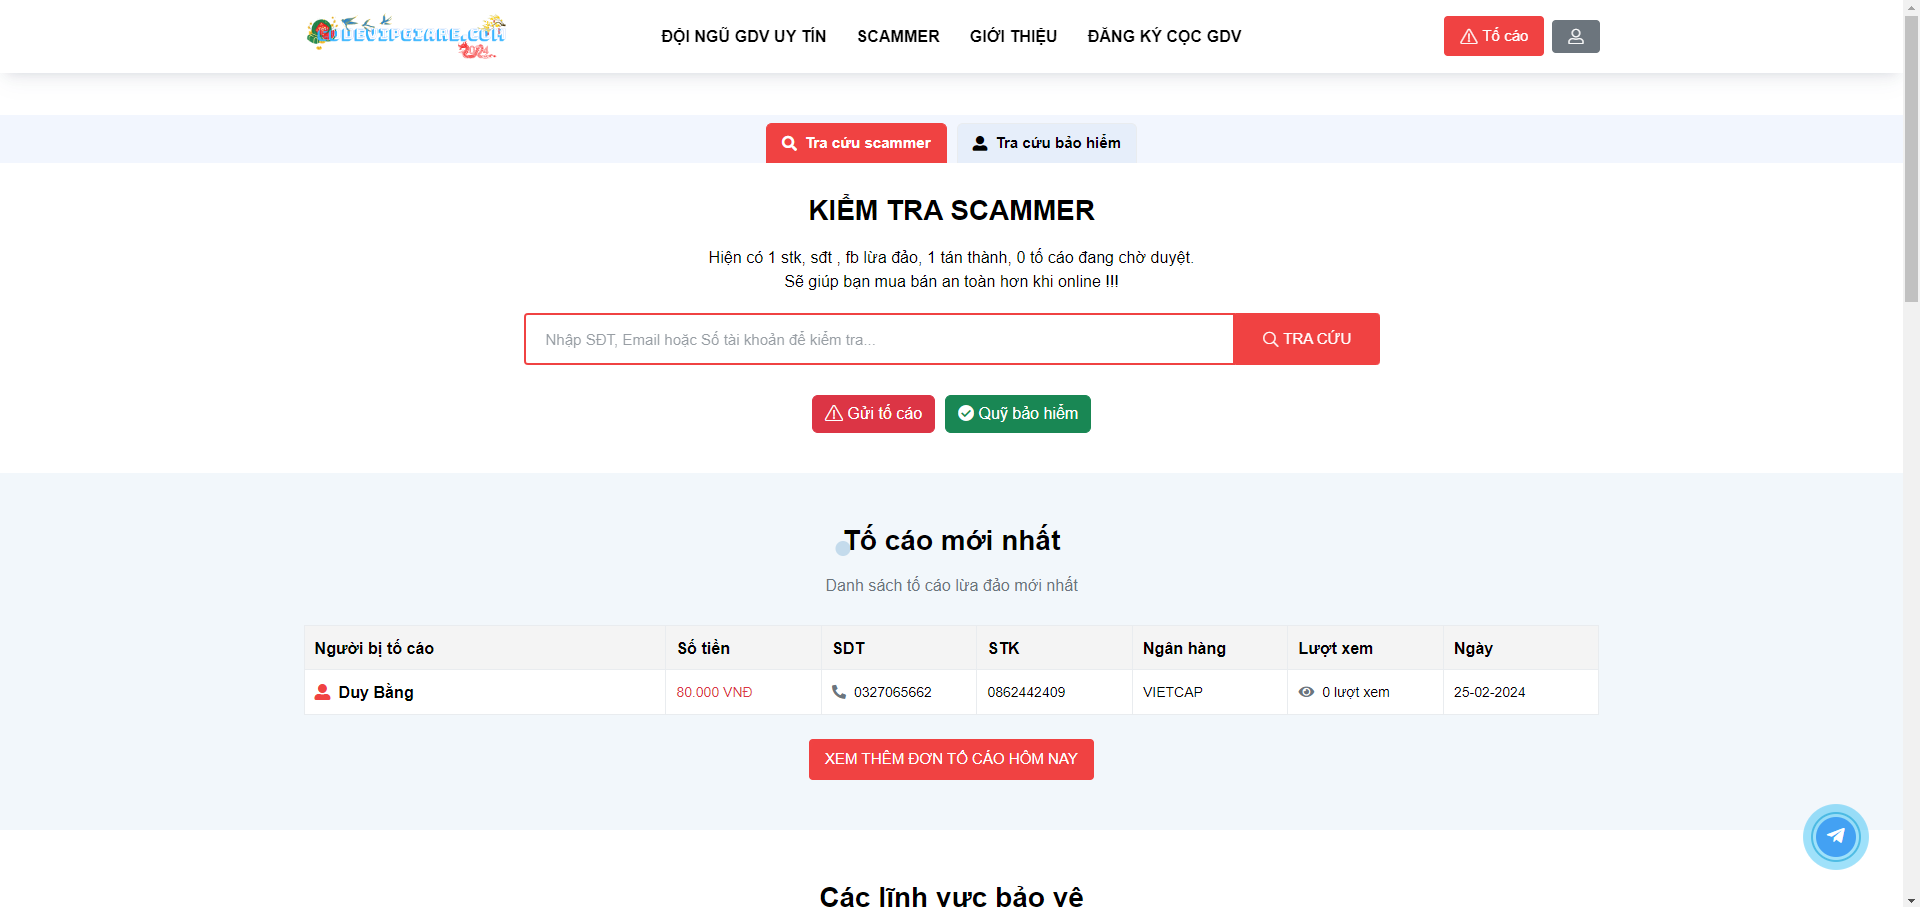 ĐỘI NGŨ GDV UY TÍN
SCAMMER
GIỚI THIỆU
ĐĂNG KÝ CỌC GDV
Tố cáo
Tra cứu scammer
Tra cứu bảo hiểm
KIỂM TRA SCAMMER
Hiện có 1 stk, sđt , fb lừa đảo, 1 tán thành, 0 tố cáo đang chờ duyệt.
Sẽ giúp bạn mua bán an toàn hơn khi online !!!
Nhập SĐT, Email hoặc Số tài khoản để kiểm tra...
TRA CỨU
Gửi tố cáo
Quỹ bảo hiểm
Tố cáo mới nhất
Danh sách tố cáo lừa đảo mới nhất
Người bị tố cáo Số tiền SDT STK Ngân hàng Lượt xem Ngày
Duy Bằng 80.000 VNĐ 0327065662 0862442409 VIETCAP 0 lượt xem 25-02-2024
XEM THÊM ĐƠN TỐ CÁO HÔM NAY
Các lĩnh vực bảo vệ